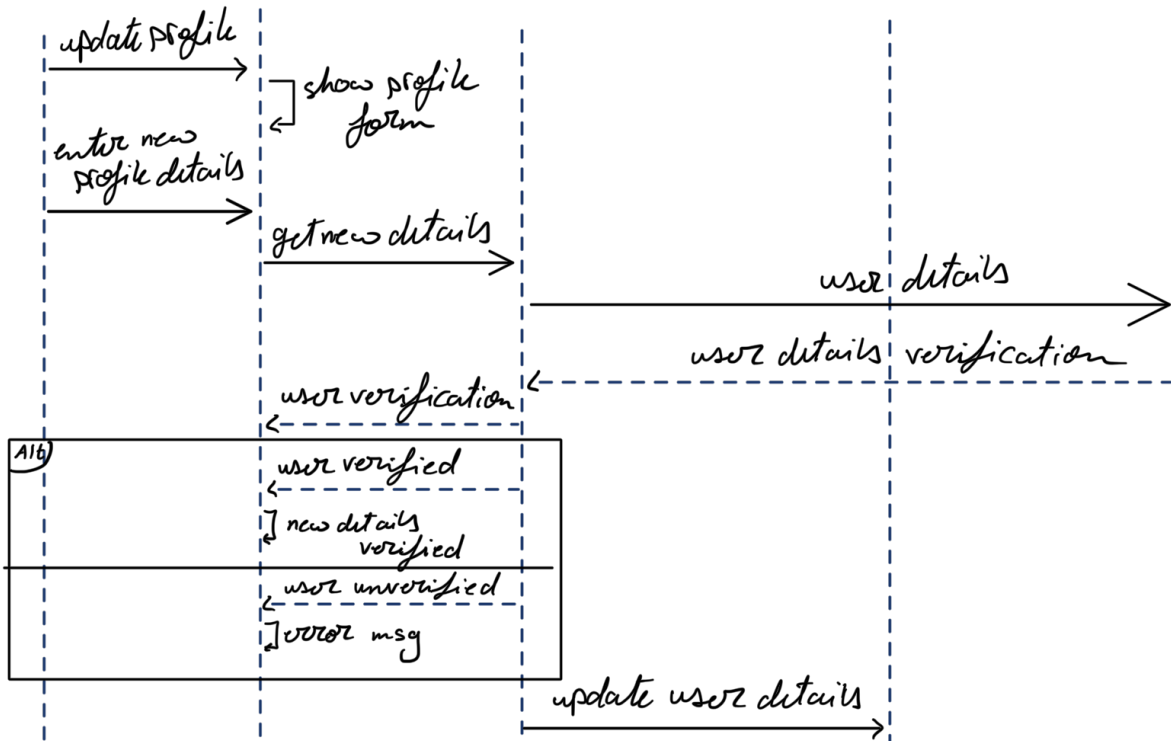 update profile
show profile
form
enter new
profile details
get new details
user details
user details verification
user verification
Alt
user verified
new details
verified
user unverified
error msg
update user details